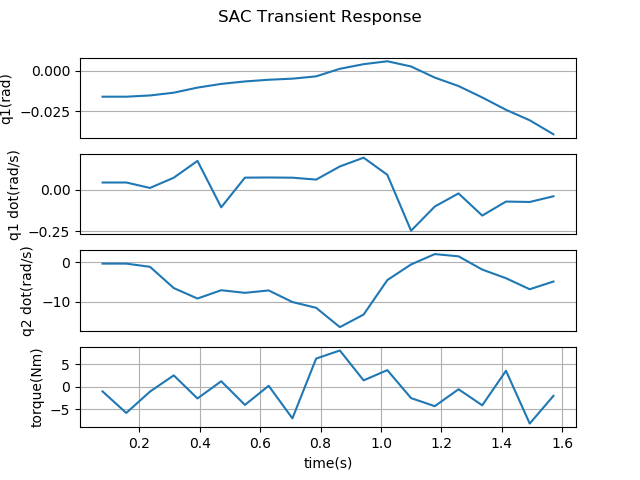 SAC Transient Response
q1(rad)
0.000
−0.025
q1 dot(rad/s)
0.00
−0.25
q2 dot(rad/s)
0
−10
torque(Nm)
5
0
−5
0.2 0.4 0.6 0.8 1.0 1.2 1.4 1.6
time(s)